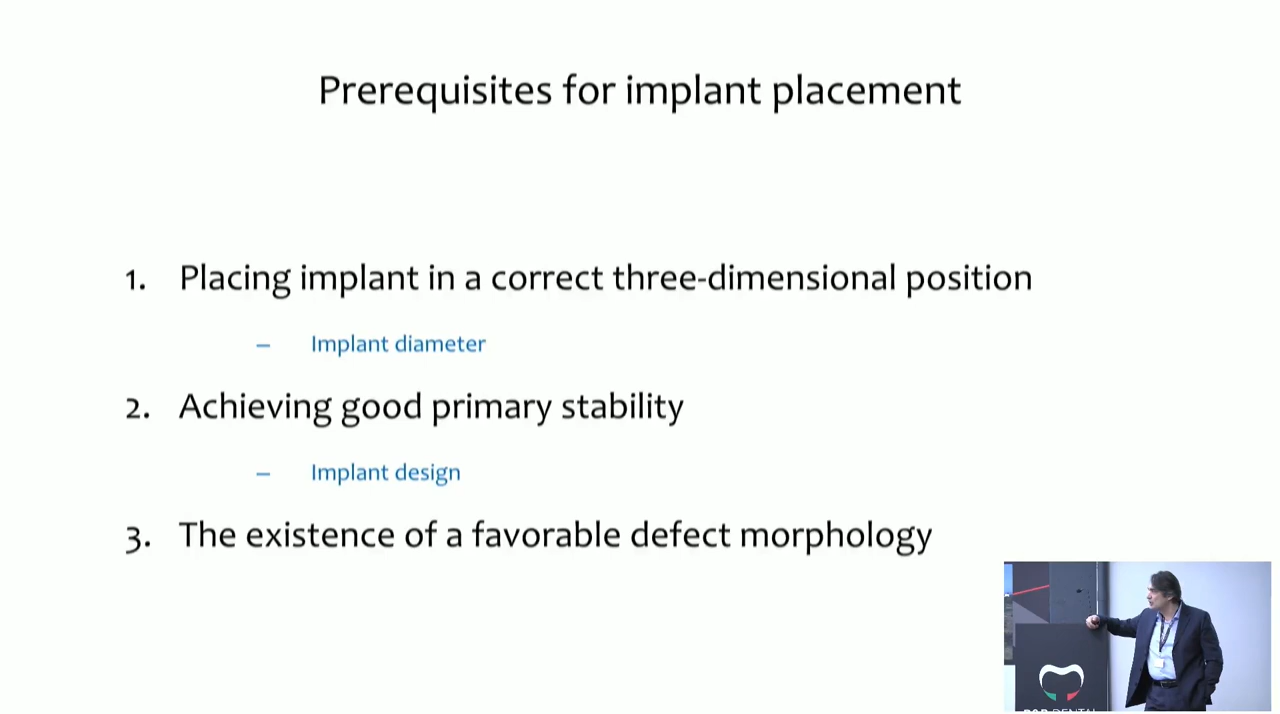 Prerequisites for implant placement
1. Placing implant in a correct three-dimensional position
– Implant diameter
2. Achieving good primary stability
– Implant design
3. The existence of a favorable defect morphology
DENTAL